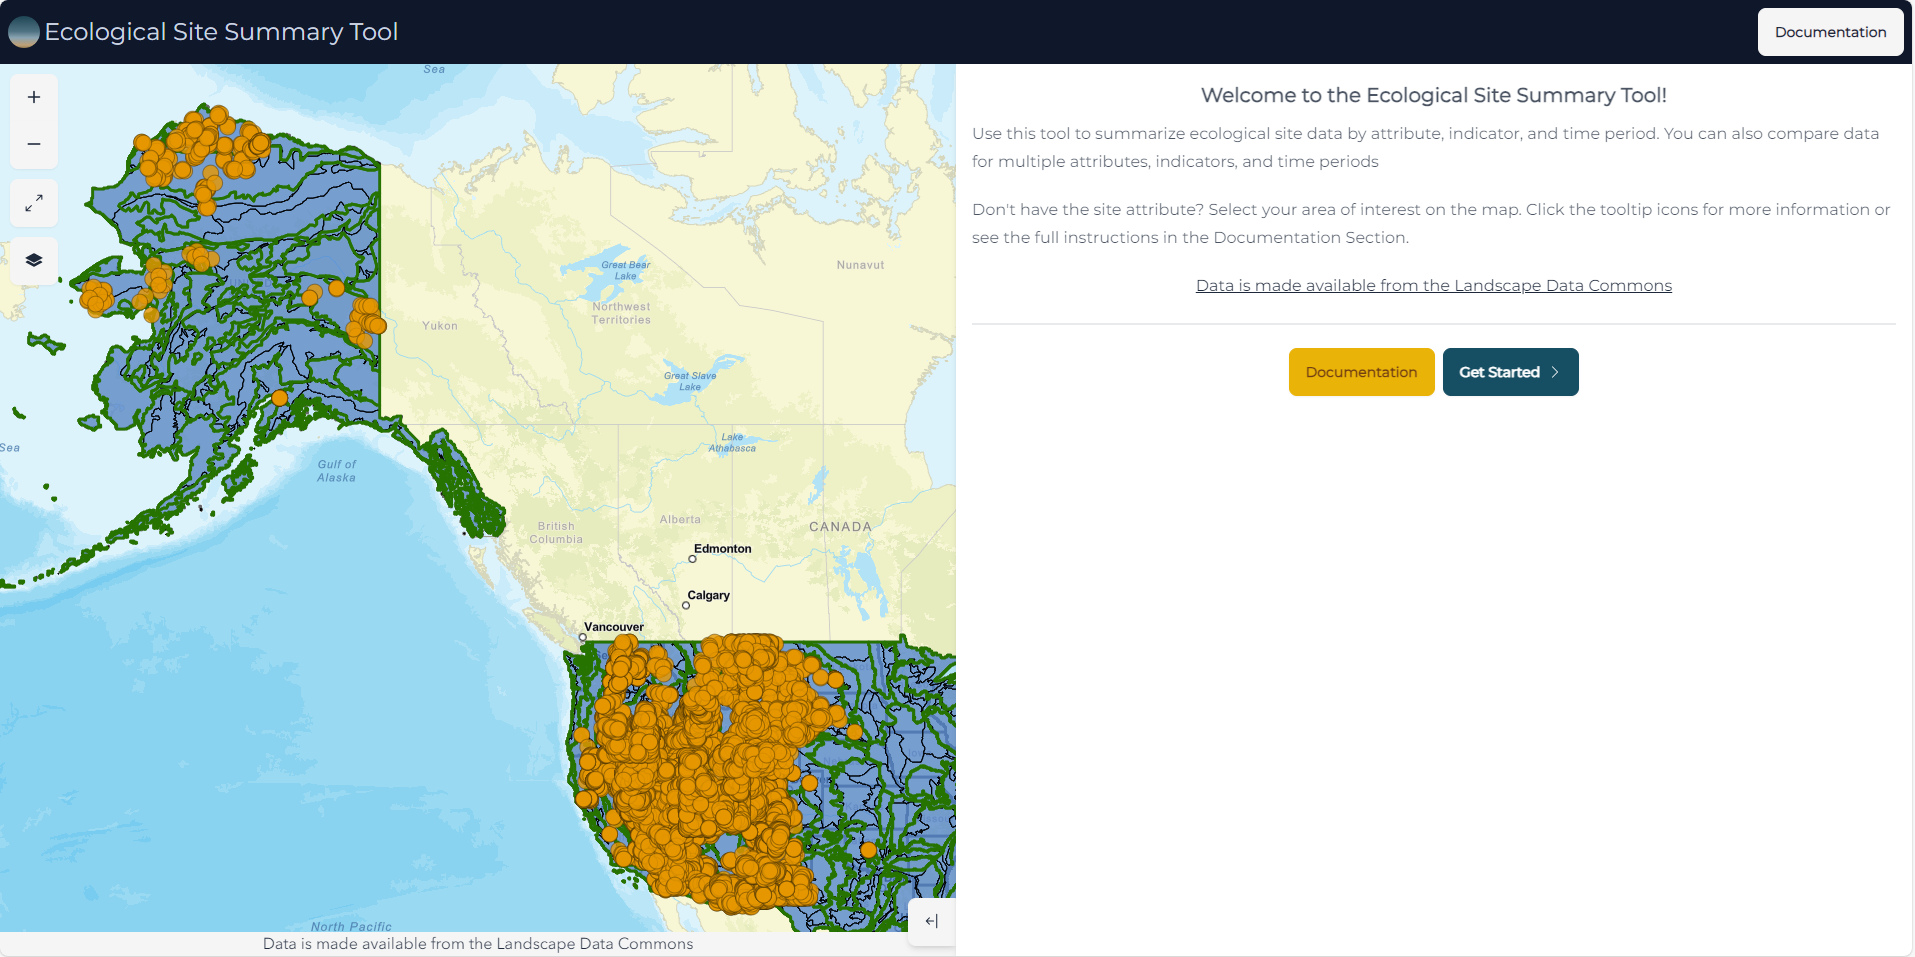 Ecological Site Summary Tool
Documentation
Sea
Great Bear
Lake
Nunavut
Northwest
Territories
Yukon
Great Slave
Lake
Lake
Athabasca
Sea
Gulf of
Alaska
British
Columbia
Alberta
CANADA
Edmonton
Calgary
Vancouver
North Pacific
Data is made available from the Landscape Data Commons
Welcome to the Ecological Site Summary Tool!
Use this tool to summarize ecological site data by attribute, indicator, and time period. You can also compare data
for multiple attributes, indicators, and time periods
Don't have the site attribute? Select your area of interest on the map. Click the tooltip icons for more information or
see the full instructions in the Documentation Section.
Data is made available from the Landscape Data Commons
Documentation
Get Started